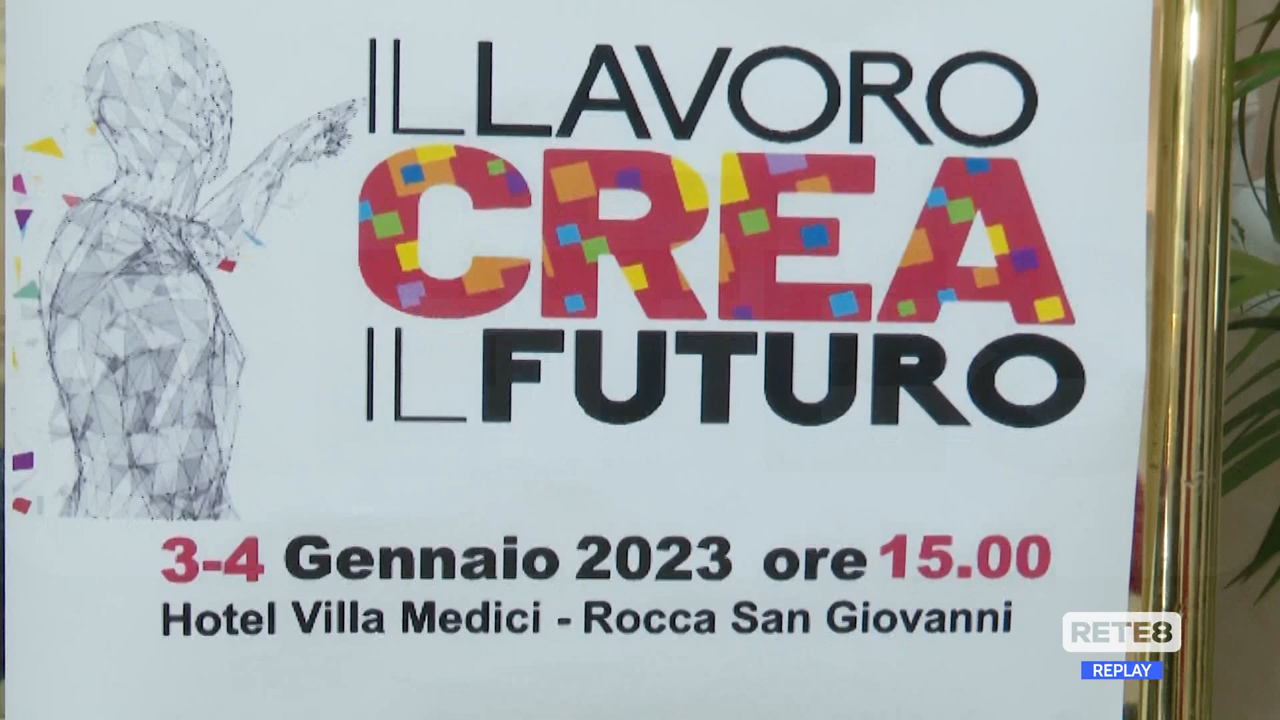 IL LAVORO
CREA
IL FUTURO
3-4 Gennaio 2023 ore 15.00
Hotel Villa Medici - Rocca San Giovanni
RETE8
REPLAY